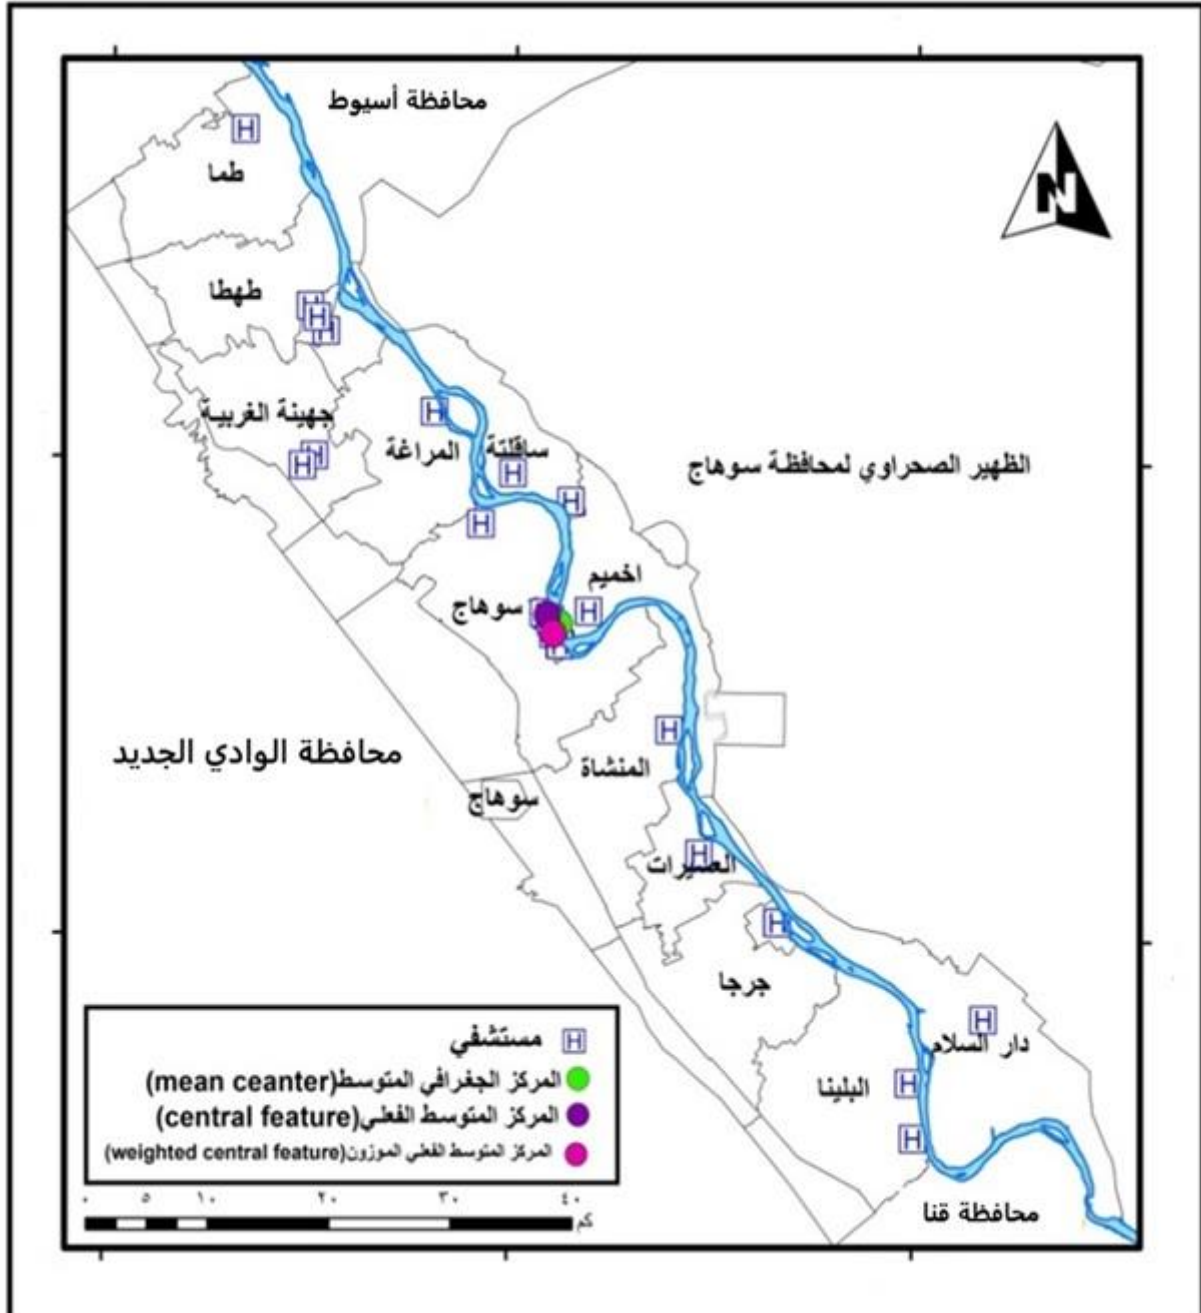 محافظة أسيوط
H
طما
N
طهطا
H
H
H
جهينة الغربية
H
H
H
المراغة
ساقلتة
H
H
H
الظهير الصحراوي لمحافظة سوهاج
اخميم
H
سوهاج
H
محافظة الوادي الجديد
المنشاة
سوهاج
H
العسيرات
H
جرجا
دار السلام
H
البلينا
H
H
محافظة قنا
مستشفي H
المركز الجغرافي المتوسط(mean ceanter)
المركز المتوسط الفعلي(central feature)
المركز المتوسط الفعلي الموزون(weighted central feature)
٠ ٥ ١٠ ٢٠ ٣٠ ٤٠
كم